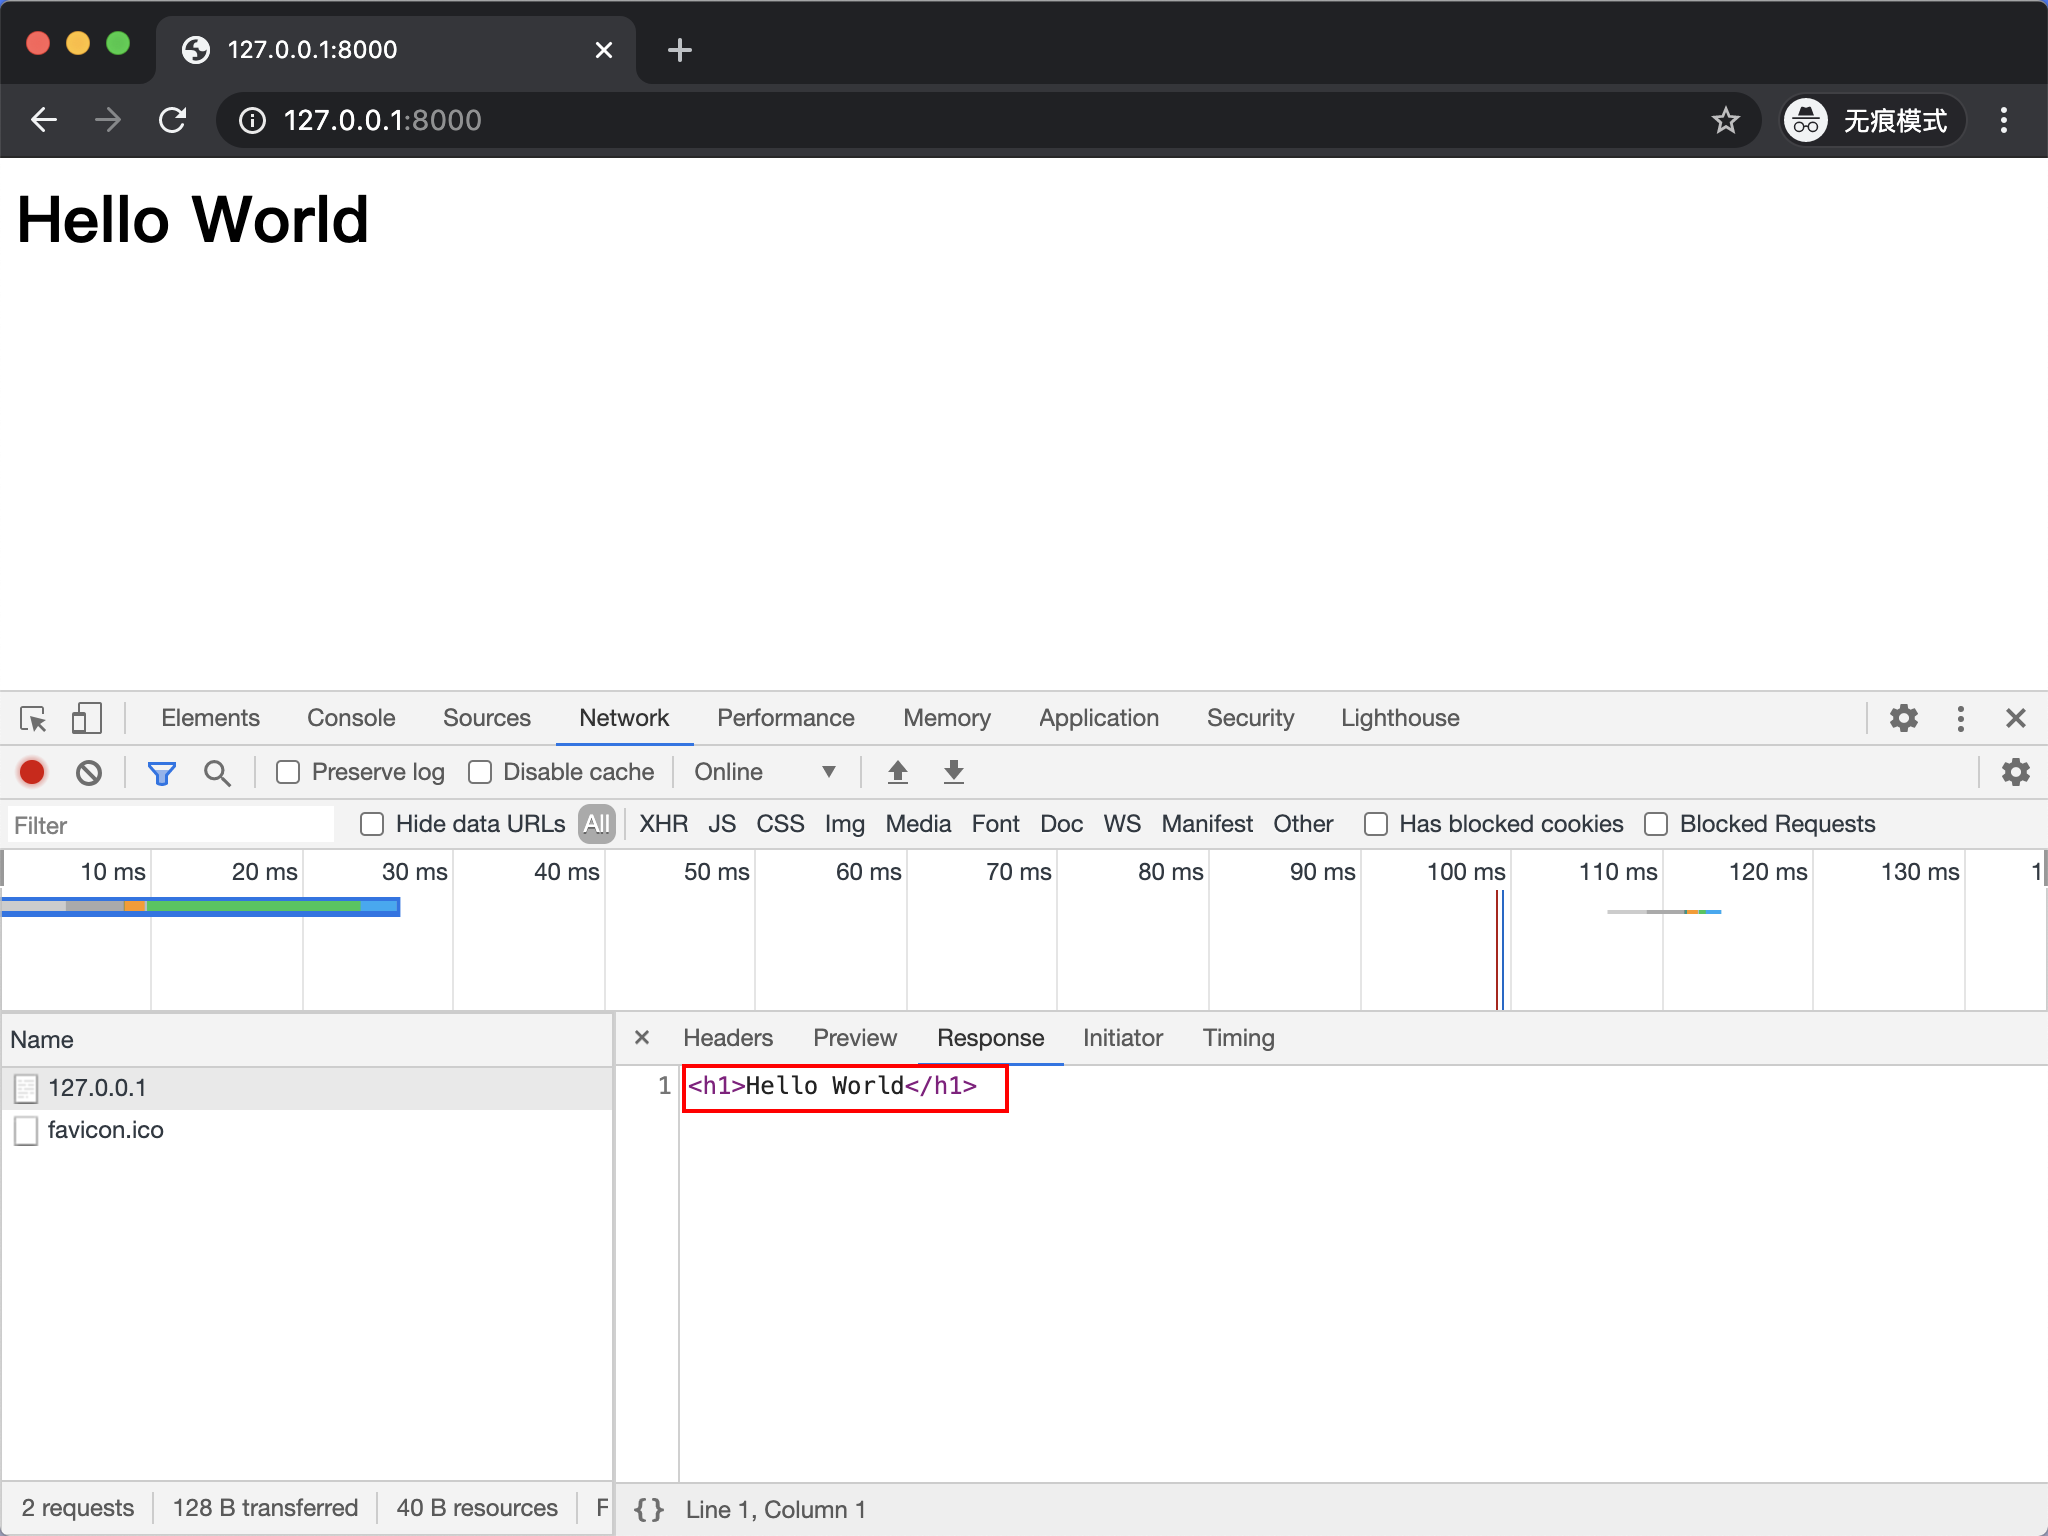 127.0.0.1:8000
127.0.0.1:8000
无痕模式
Hello World
Elements Console Sources Network Performance Memory Application Security Lighthouse
Preserve log Disable cache Online
Filter Hide data URLs All XHR JS CSS Img Media Font Doc WS Manifest Other Has blocked cookies Blocked Requests
10 ms 20 ms 30 ms 40 ms 50 ms 60 ms 70 ms 80 ms 90 ms 100 ms 110 ms 120 ms 130 ms 1
Name
Headers Preview Response Initiator Timing
127.0.0.1
favicon.ico
1 <h1>Hello World</h1>
2 requests 128 B transferred 40 B resources F
{} Line 1, Column 1